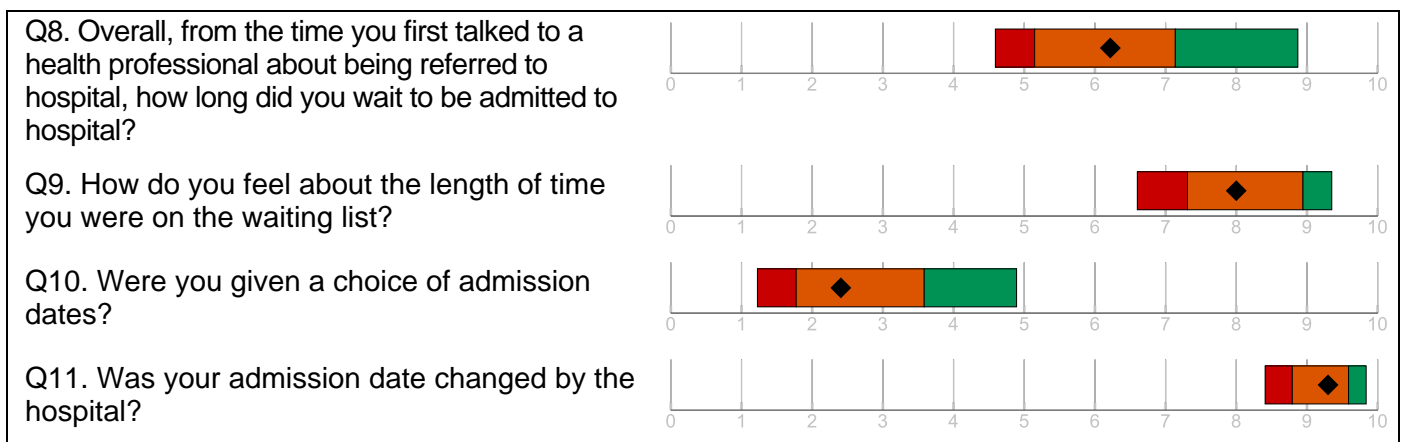 Q8. Overall, from the time you first talked to a
health professional about being referred to
hospital, how long did you wait to be admitted to
hospital?
0 1 2 3 4 5 6 7 8 9 10
Q9. How do you feel about the length of time
you were on the waiting list?
0 1 2 3 4 5 6 7 8 9 10
Q10. Were you given a choice of admission
dates?
0 1 2 3 4 5 6 7 8 9 10
Q11. Was your admission date changed by the
hospital?
0 1 2 3 4 5 6 7 8 9 10